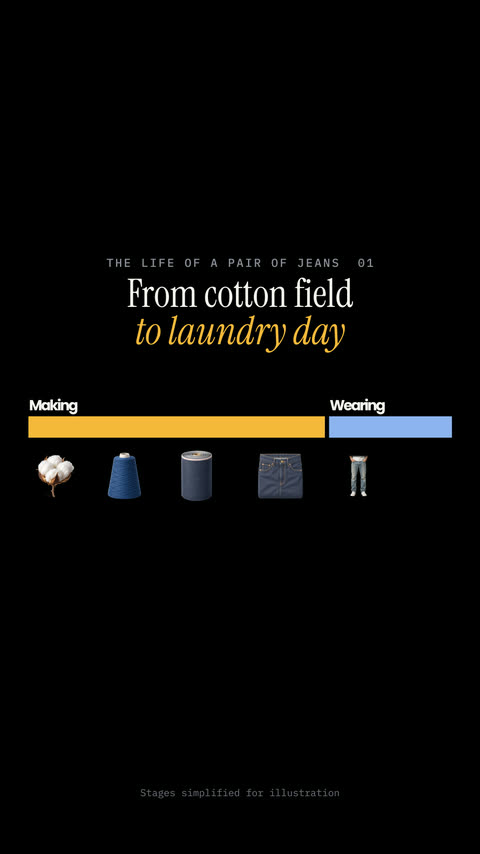 THE LIFE OF A PAIR OF JEANS 01
From cotton field
to laundry day
Making
Wearing
Stages simplified for illustration